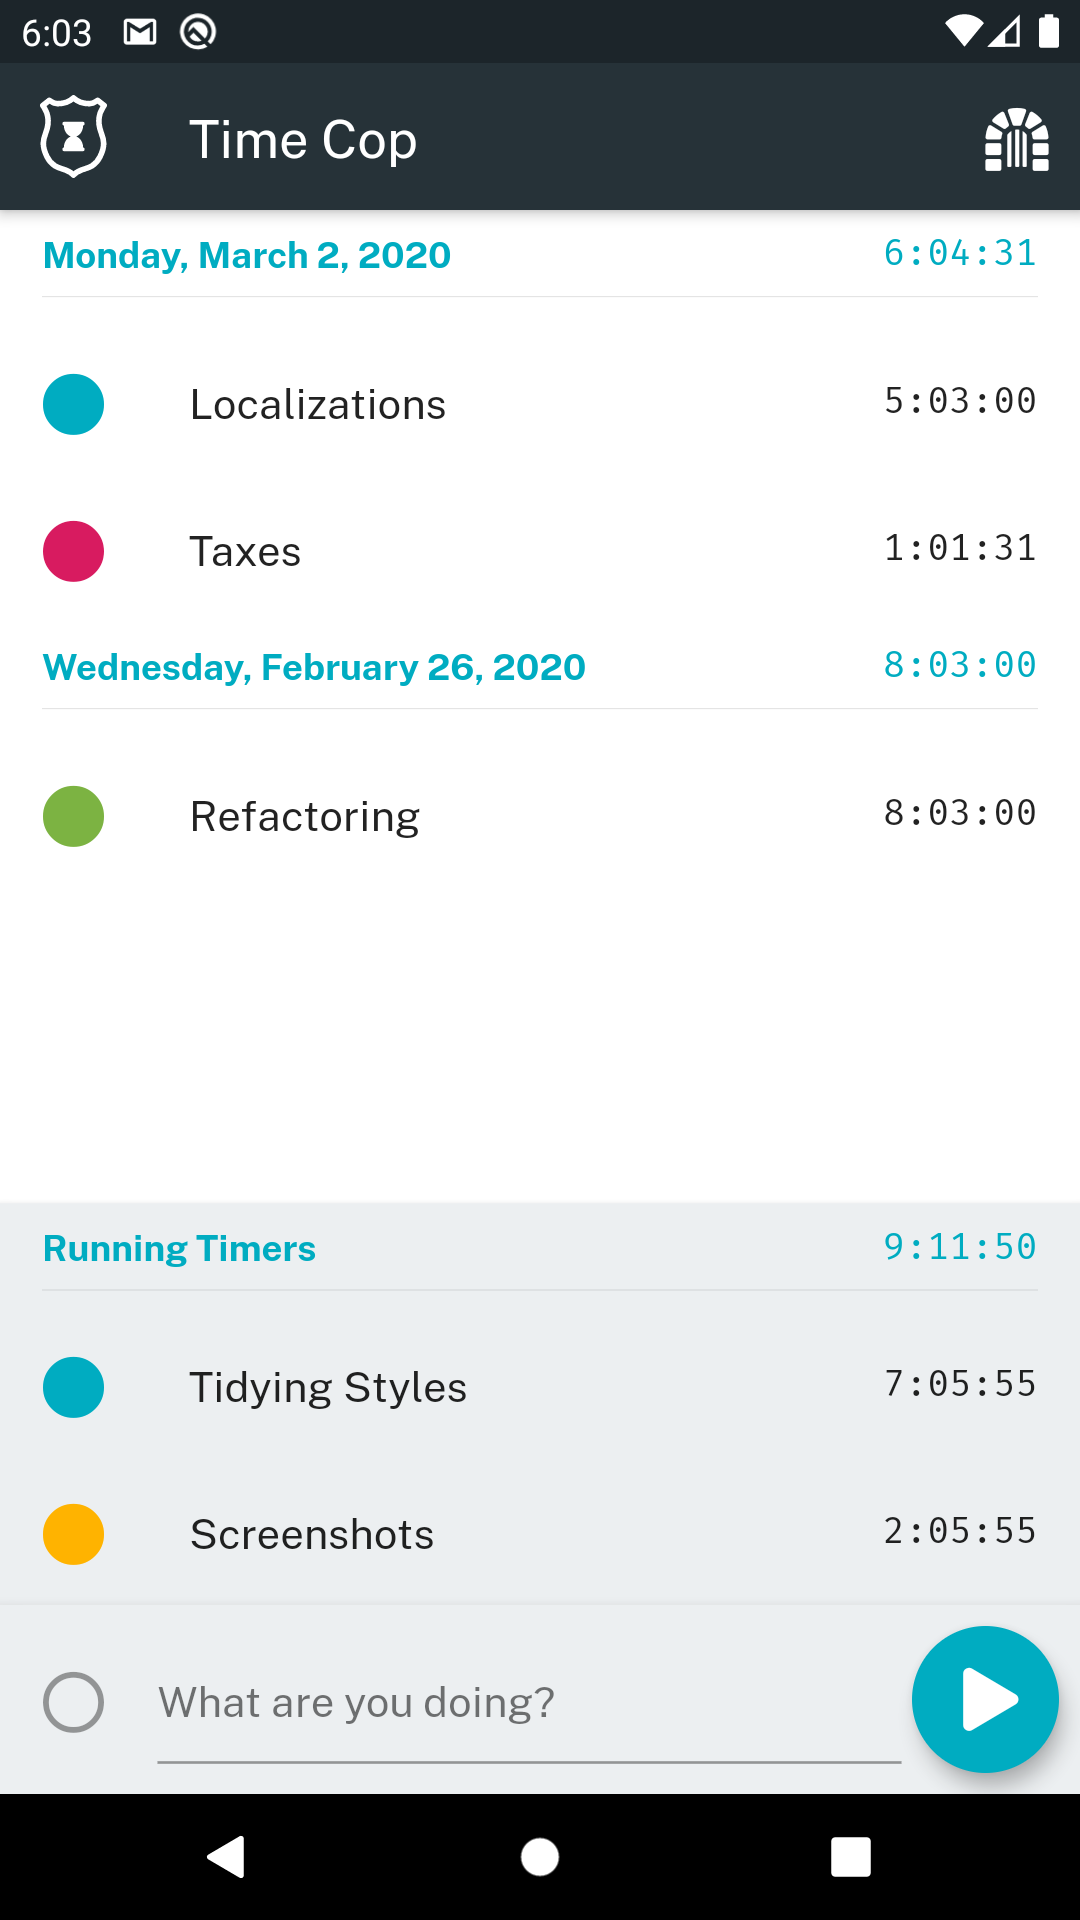 6:03
Time Cop
Monday, March 2, 2020 6:04:31
Localizations 5:03:00
Taxes 1:01:31
Wednesday, February 26, 2020 8:03:00
Refactoring 8:03:00
Running Timers 9:11:50
Tidying Styles 7:05:55
Screenshots 2:05:55
What are you doing?